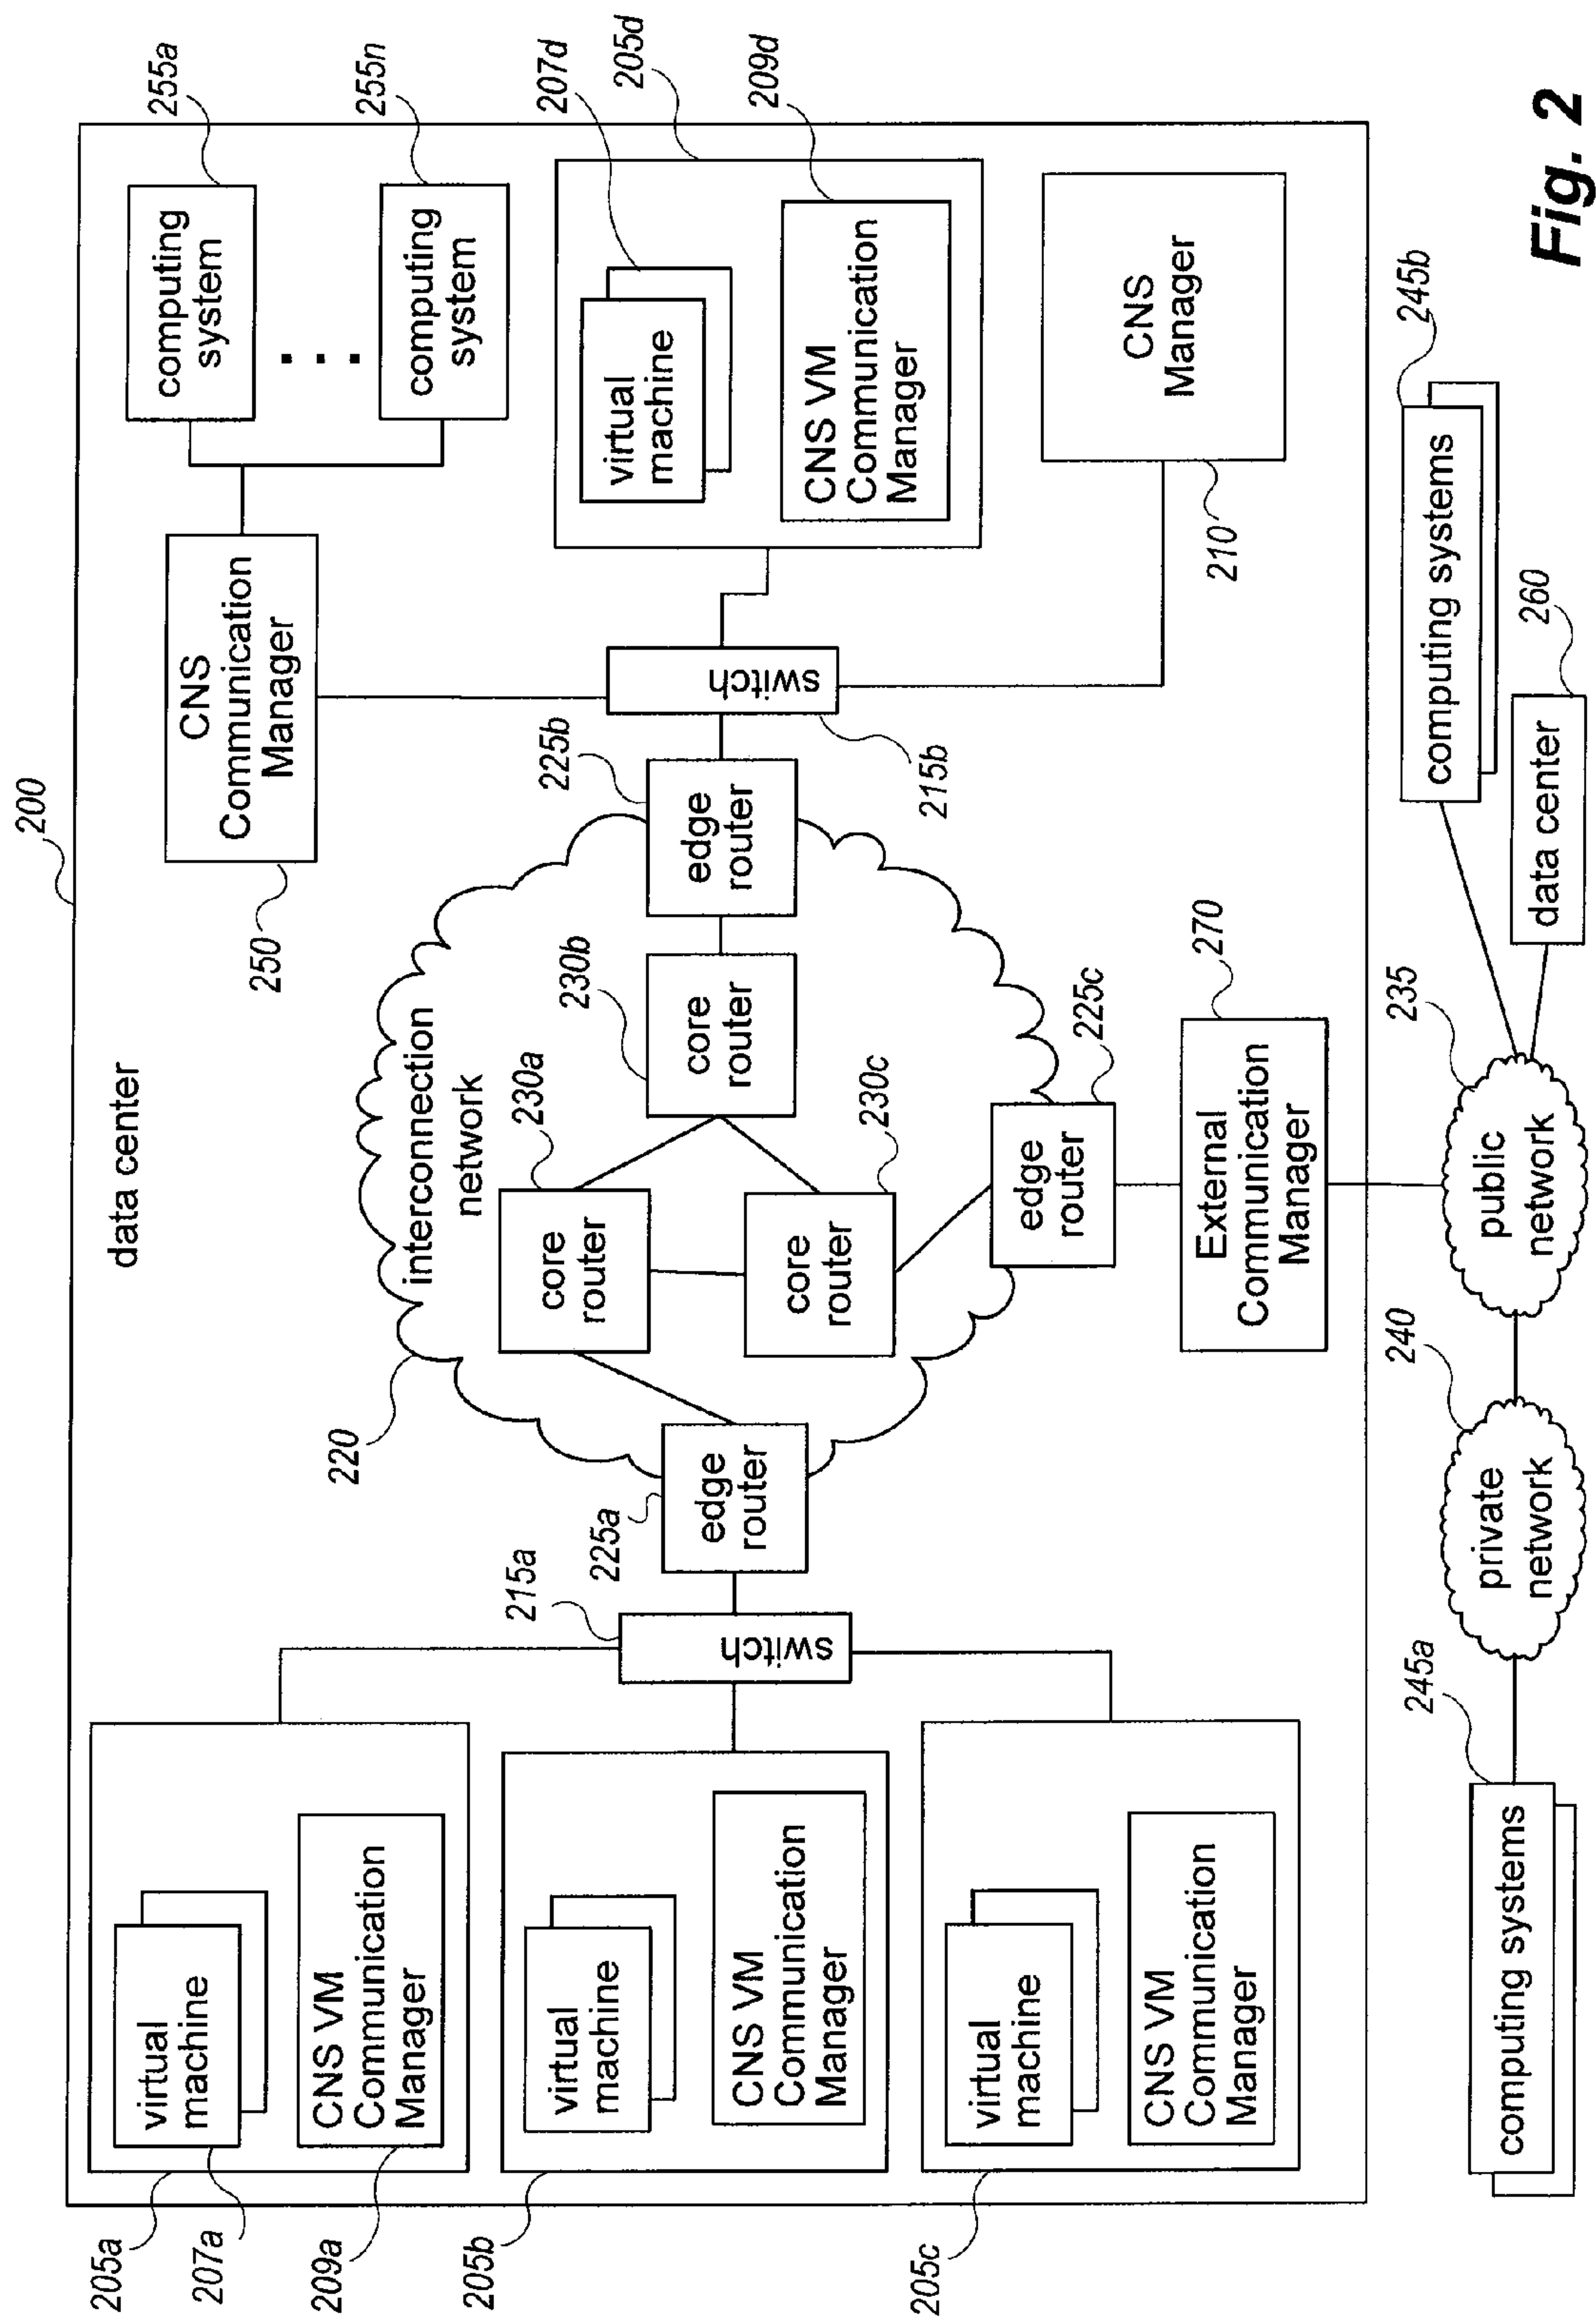 200
data center
205a
207a
209a
virtual
machine
CNS VM
Communication
Manager
205b
virtual
machine
CNS VM
Communication
Manager
205c
virtual
machine
CNS VM
Communication
Manager
215a
switch
225a
edge
router
220
interconnection
network
230a
core
router
230b
core
router
230c
core
router
225b
edge
router
225c
edge
router
215b
switch
250
CNS
Communication
Manager
255a
computing
system
255n
computing
system
207d
205d
209d
virtual
machine
CNS VM
Communication
Manager
210
CNS
Manager
270
External
Communication
Manager
245a
computing systems
240
private
network
235
public
network
245b
computing systems
260
data center
Fig. 2